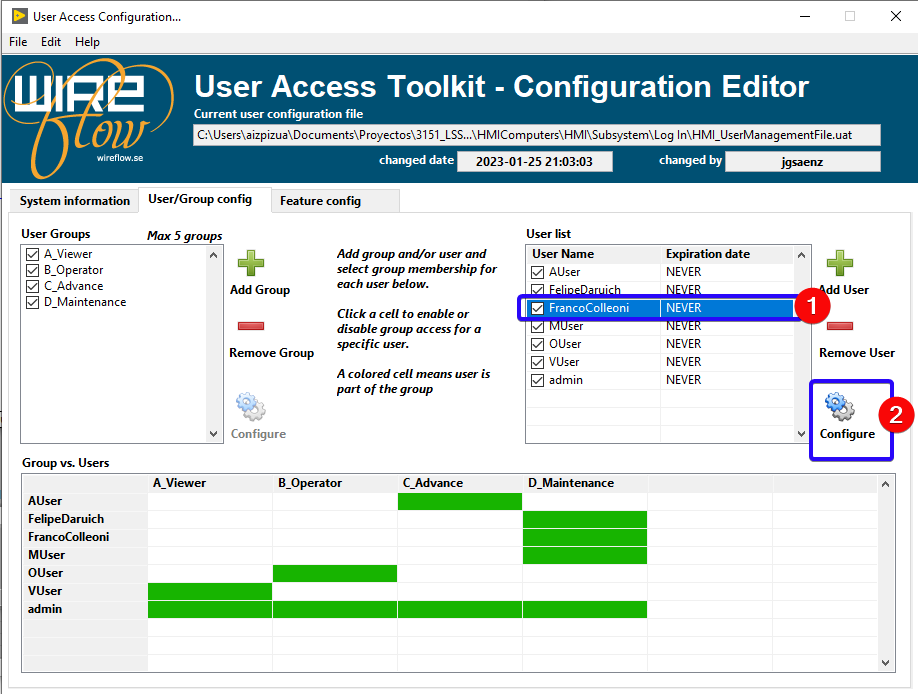 User Access Configuration...
File Edit Help
WIRE
flow
wireflow.se
User Access Toolkit - Configuration Editor
Current user configuration file
C:\Users\aizpizua\Documents\Proyectos\3151_LSS...\HMIComputers\HMI\Subsystem\Log In\HMI_UserManagementFile.uat
changed date 2023-01-25 21:03:03 changed by jgsaenz
System information User/Group config Feature config
User Groups Max 5 groups
A_Viewer
B_Operator
C_Advance
D_Maintenance
Add Group
Remove Group
Configure
Add group and/or user and
select group membership for
each user below.
Click a cell to enable or
disable group access for a
specific user.
A colored cell means user is
part of the group
User list
User Name Expiration date
AUser NEVER
FelipeDaruich NEVER
FrancoColleoni NEVER
MUser NEVER
OUser NEVER
VUser NEVER
admin NEVER
1
Add User
Remove User
2
Configure
Group vs. Users
A_Viewer B_Operator C_Advance D_Maintenance
AUser
FelipeDaruich
FrancoColleoni
MUser
OUser
VUser
admin